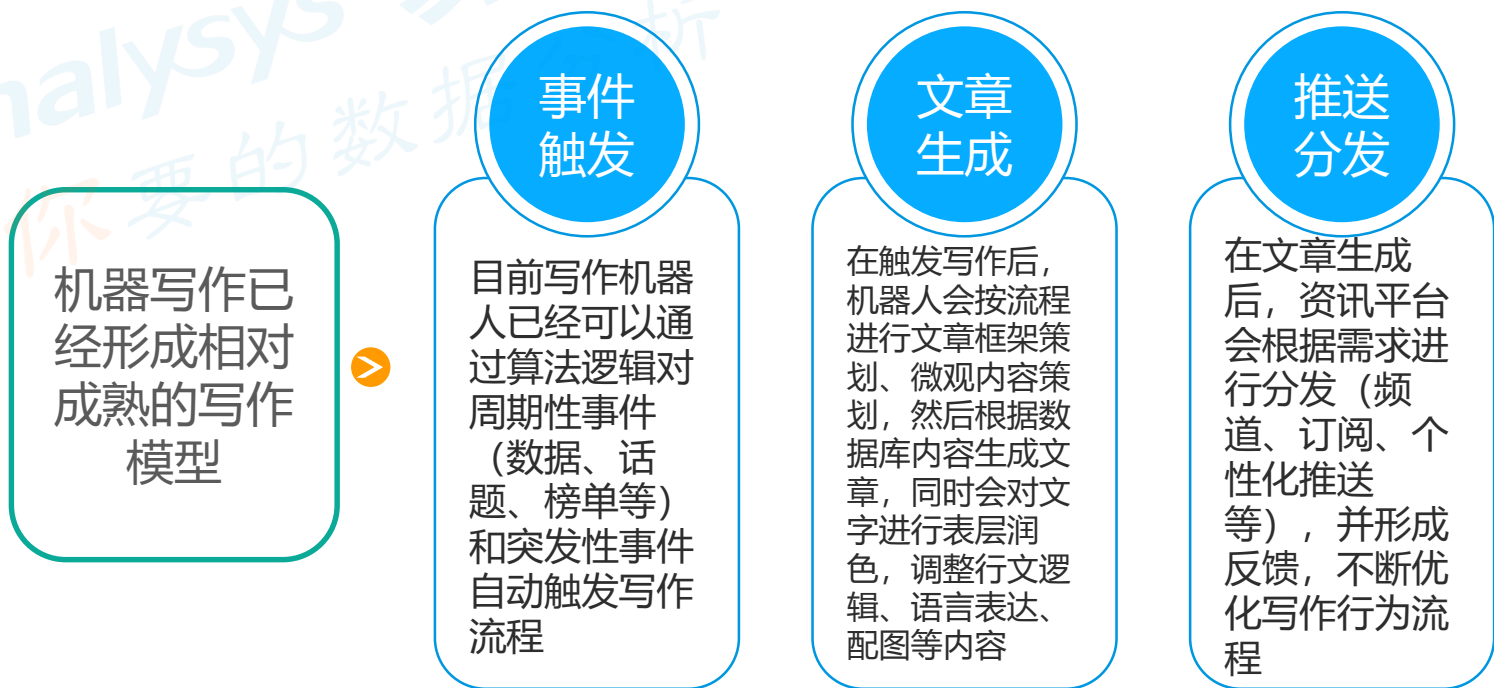 nalysys
你要的数据分析
机器写作已
经形成相对
成熟的写作
模型
事件
触发
目前写作机器
人已经可以通
过算法逻辑对
周期性事件
（数据、话
题、榜单等）
和突发性事件
自动触发写作
流程
文章
生成
在触发写作后，
机器人会按流程
进行文章框架策
划、微观内容策
划，然后根据数
据库内容生成文
章，同时会对文
字进行表层润
色，调整行文逻
辑、语言表达、
配图等内容
推送
分发
在文章生成
后，资讯平台
会根据需求进
行分发（频
道、订阅、个
性化推送
等），并形成
反馈，不断优
化写作行为流
程